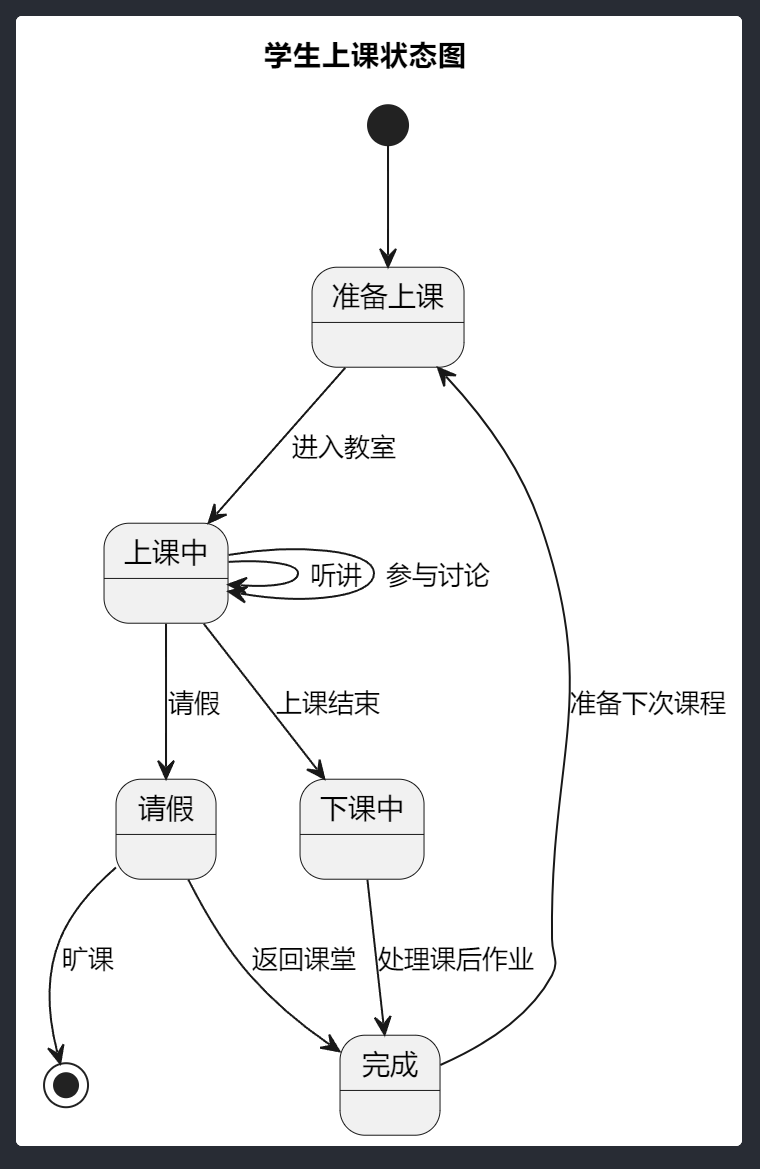 学生上课状态图
准备上课
进入教室
上课中
听讲
参与讨论
请假
上课结束
准备下次课程
请假
下课中
旷课
返回课堂
处理课后作业
完成